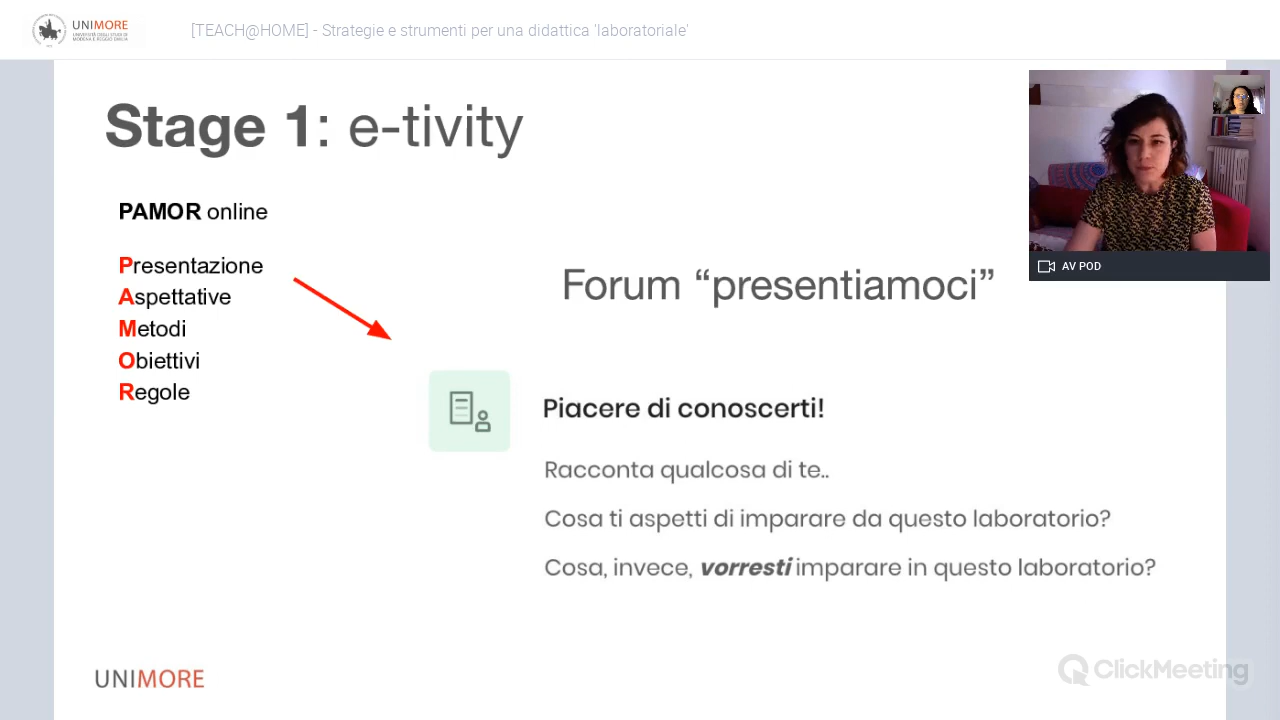 UNIMORE
UNIVERSITÀ DEGLI STUDI DI
MODENA E REGGIO EMILIA
[TEACH@HOME] - Strategie e strumenti per una didattica 'laboratoriale'
Stage 1: e-tivity
PAMOR online
Presentazione
Aspettative
Metodi
Obiettivi
Regole
AV POD
Forum “presentiamoci”
Piacere di conoscerti!
Racconta qualcosa di te..
Cosa ti aspetti di imparare da questo laboratorio?
Cosa, invece, vorresti imparare in questo laboratorio?
UNIMORE
ClickMeeting